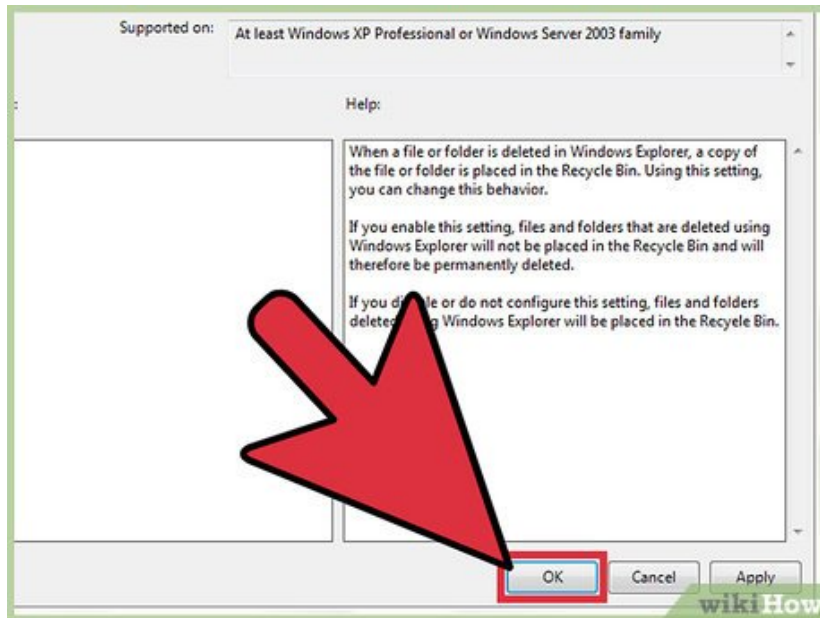 Supported on:
At least Windows XP Professional or Windows Server 2003 family
:
Help:
When a file or folder is deleted in Windows Explorer, a copy of
the file or folder is placed in the Recycle Bin. Using this setting,
you can change this behavior.
If you enable this setting, files and folders that are deleted using
Windows Explorer will not be placed in the Recycle Bin and will
therefore be permanently deleted.
If you or do not configure this setting, files and folders
Windows Explorer will be placed in the Recyele Bin.
OK
Cancel
Apply
wikiHow